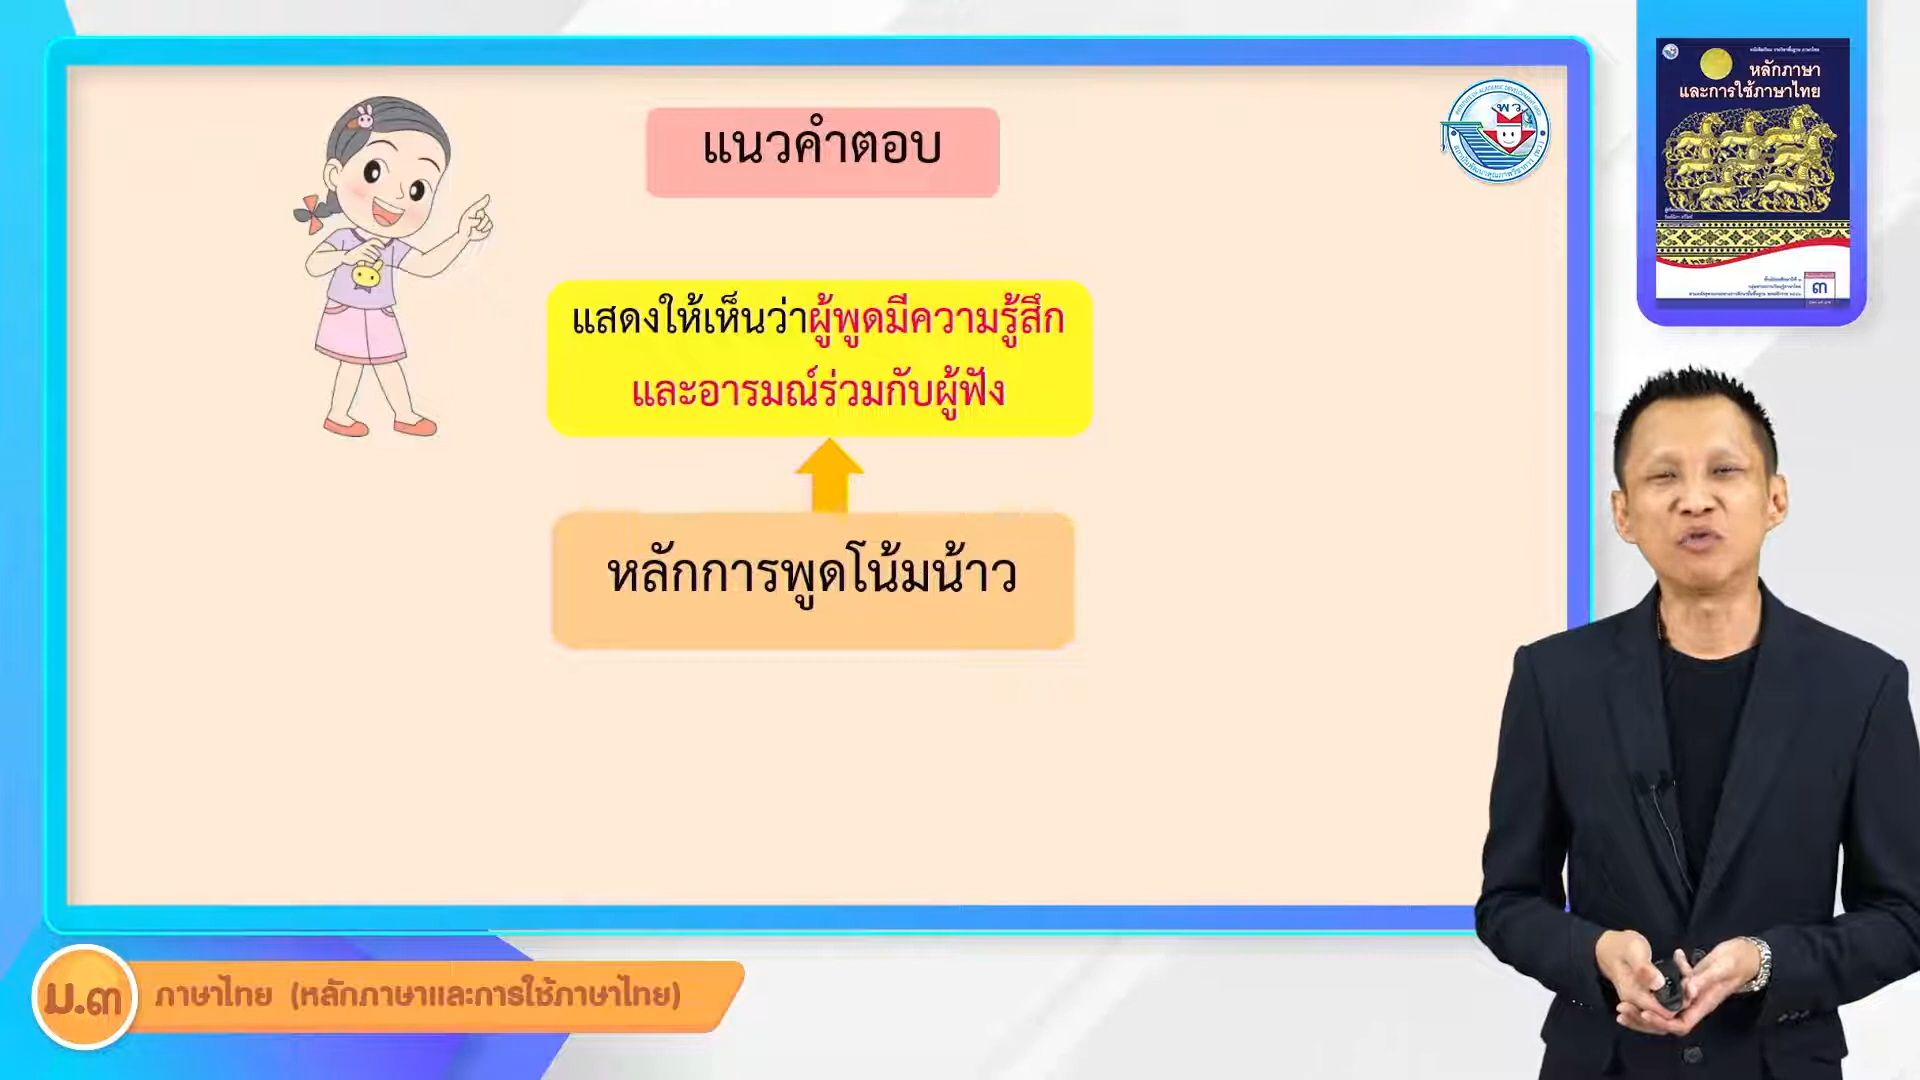 แนวคำตอบ
แสดงให้เห็นว่าผู้พูดมีความรู้สึก
และอารมณ์ร่วมกับผู้ฟัง
หลักการพูดโน้มน้าว
หลักภาษา
และการใช้ภาษาไทย
๓
พว.
ม.๓
ภาษาไทย (หลักภาษาและการใช้ภาษาไทย)